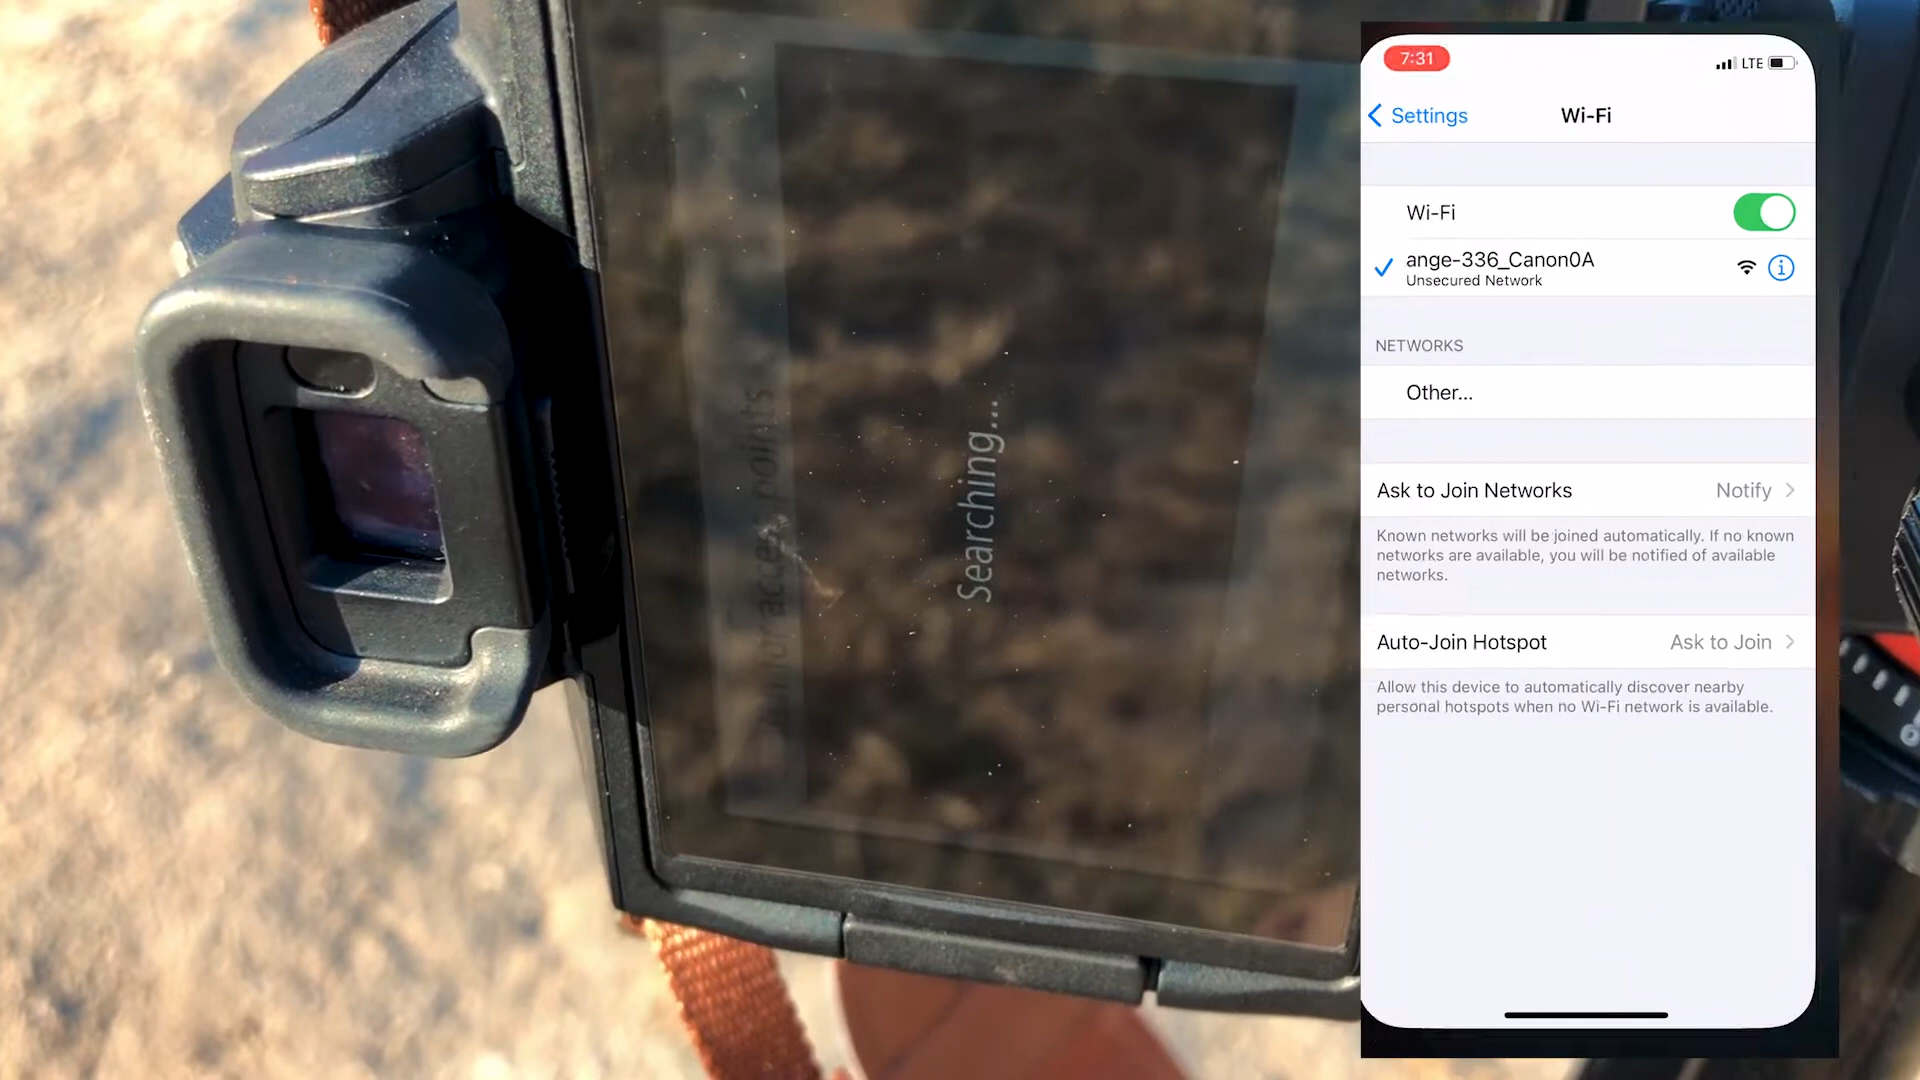 access points
Searching...
7:31
LTE
Settings
Wi-Fi
Wi-Fi
ange-336_Canon0A
Unsecured Network
NETWORKS
Other...
Ask to Join Networks
Notify
Known networks will be joined automatically. If no known
networks are available, you will be notified of available
networks.
Auto-Join Hotspot
Ask to Join
Allow this device to automatically discover nearby
personal hotspots when no Wi-Fi network is available.